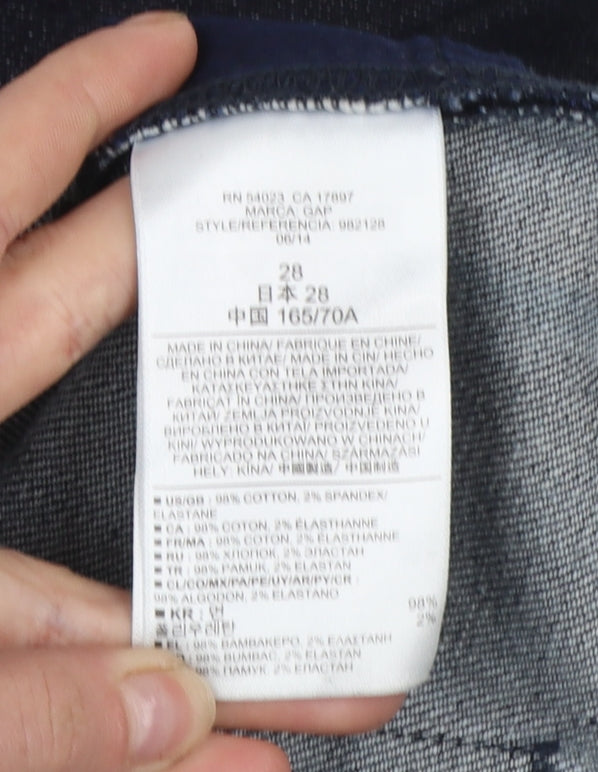 RN 54023 CA 17897
MARCA: GAP
STYLE/REFERENCIA: 982128
06/14
28
日本 28
中国 165/70A
MADE IN CHINA/ FABRIQUE EN CHINE/
СДЕЛАНО В КИТАЕ/ MADE IN CIN/ HECHO
EN CHINA CON TELA IMPORTADA/
ΚΑΤΑΣΚΕΥΑΣΤΗΚΕ ΣΤΗΝ ΚΙΝΑ/
FABRICAT ÎN CHINA/ ПРОИЗВЕДЕНО В
КИТАЙ/ ZEMLJA PROIZVODNJE KINA/
ВИРОБЛЕНО В КИТАЇ/ PROIZVEDENO U
KINI/ WYPRODUKOWANO W CHINACH/
FABRICADO NA CHINA/ SZÁRMAZÁSI
HELY: KÍNA/ 中國製造/ 中国制造
US/GB : 98% COTTON, 2% SPANDEX/
ELASTANE
CA : 98% COTON, 2% ÉLASTHANNE
FR/MA : 98% COTON, 2% ÉLASTHANNE
RU : 98% ХЛОПОК, 2% ЭЛАСТАН
TR : 98% PAMUK, 2% ELASTAN
CL/CO/MX/PA/PE/UY/AR/PY/CR :
98% ALGODON, 2% ELASTANO
KR : 면 98%
폴리우레탄 2%
98% ΒΑΜΒΑΚΕΡΟ, 2% ΕΛΑΣΤΑΝΗ
98% BUMBAC, 2% ELASTAN
ПАМУК, 2% ЕЛАСТАН